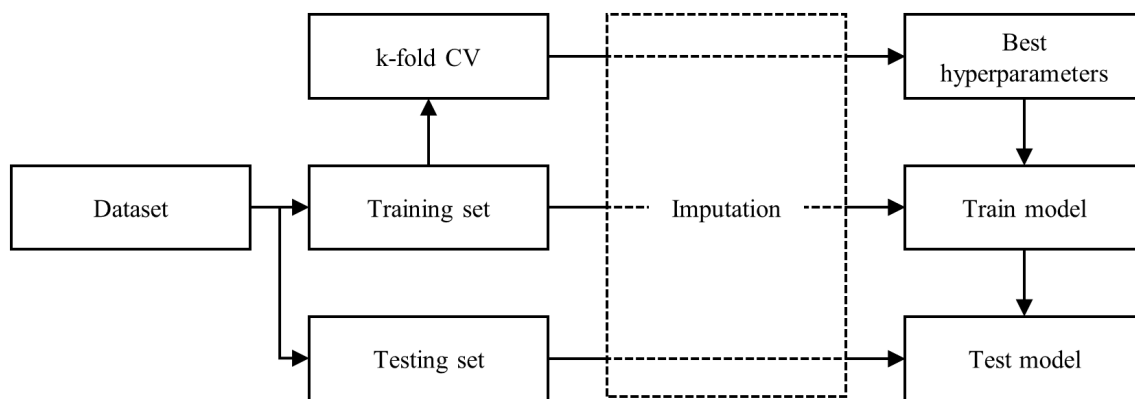 k-fold CV
Best
hyperparameters
Dataset
Training set
Imputation
Train model
Testing set
Test model